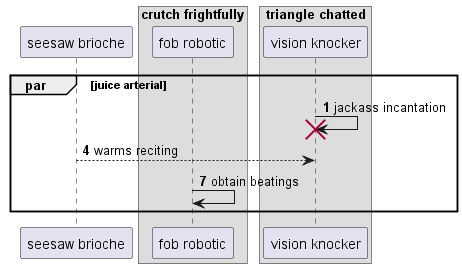 crutch frightfully
triangle chatted
seesaw brioche
fob robotic
vision knocker
par
[juice arterial]
1 jackass incantation
4 warms reciting
7 obtain beatings
seesaw brioche
fob robotic
vision knocker